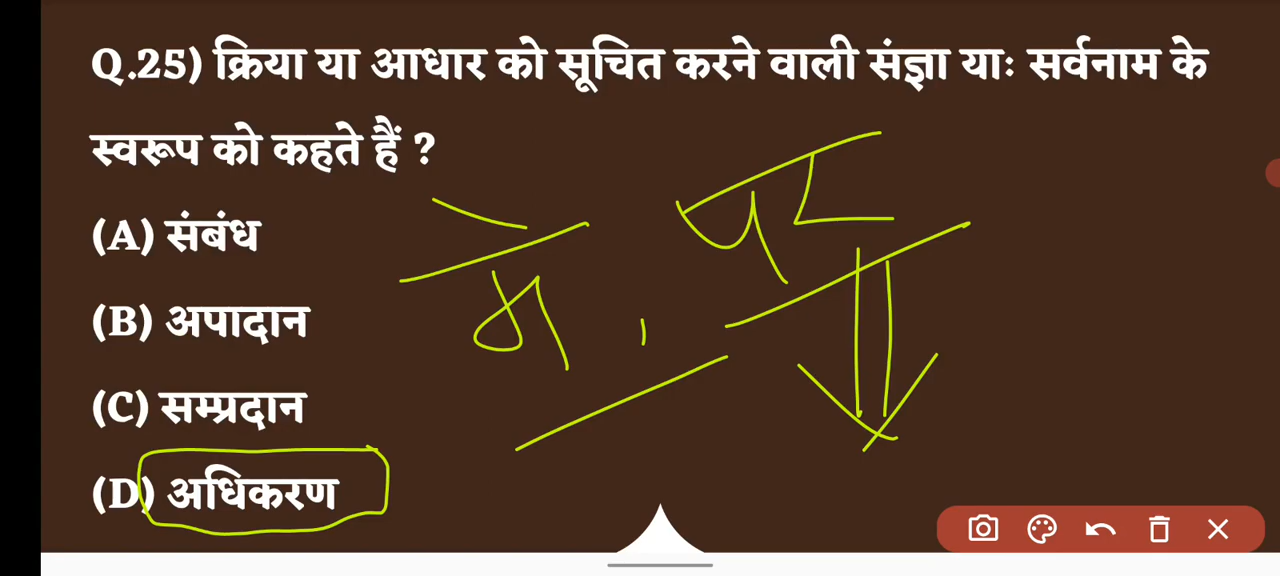 Q.25) क्रिया या आधार को सूचित करने वाली संज्ञा याः सर्वनाम के
स्वरूप को कहते हैं ?
(A) संबंध
(B) अपादान
(C) सम्प्रदान
(D) अधिकरण
में , पर